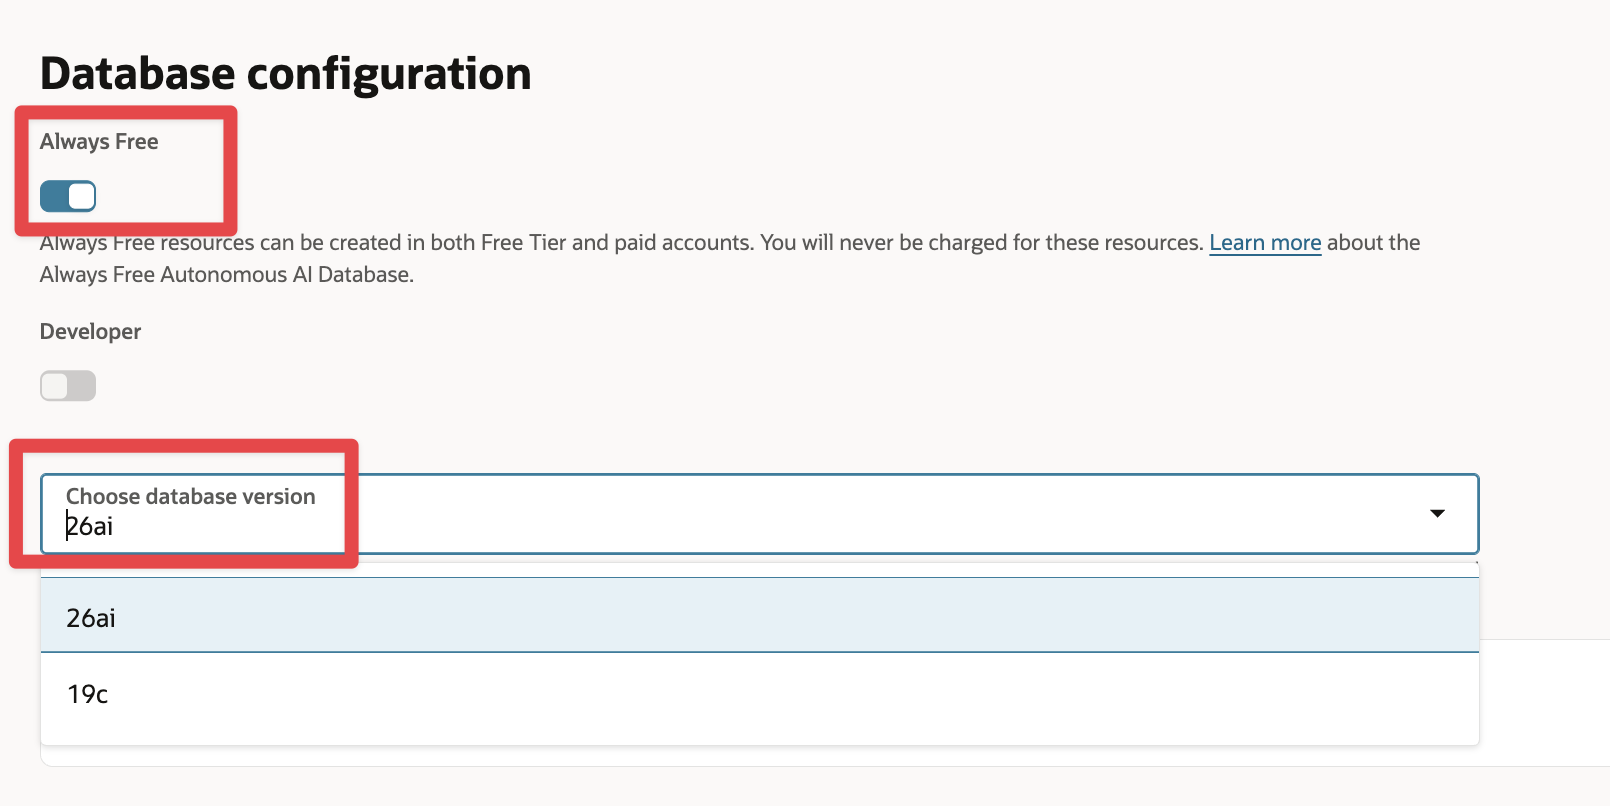 Database configuration
Always Free
Always Free resources can be created in both Free Tier and paid accounts. You will never be charged for these resources. Learn more about the
Always Free Autonomous AI Database.
Developer
Choose database version
26ai
26ai
19c